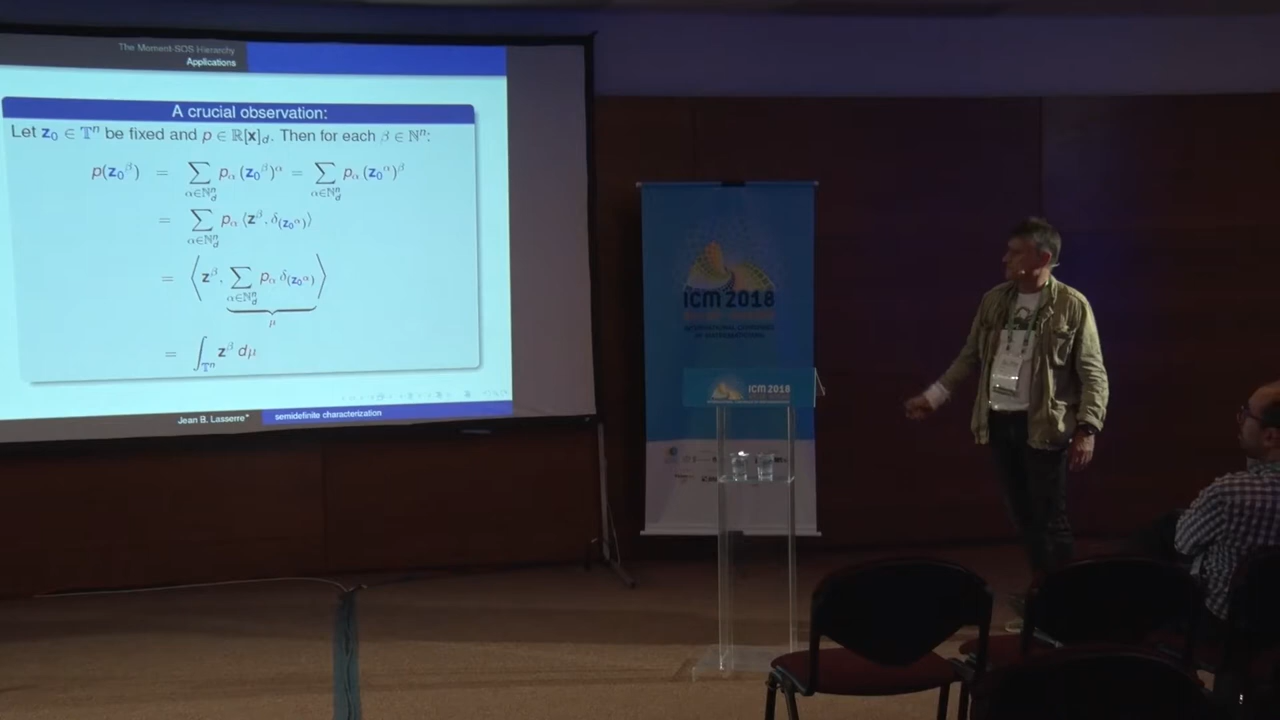 The Moment-SOS Hierarchy
Applications
A crucial observation:
Let z₀ ∈ 𝕋ⁿ be fixed and p ∈ ℝ[x]_d. Then for each β ∈ ℕⁿ:
p(z₀^β) = ∑_{α∈ℕⁿ_d} p_α (z₀^β)^α = ∑_{α∈ℕⁿ_d} p_α (z₀^α)^β
= ∑_{α∈ℕⁿ_d} p_α ⟨z^β, δ_(z₀^α)⟩
= ⟨z^β, ∑_{α∈ℕⁿ_d} p_α δ_(z₀^α)⟩
μ
= ∫_{𝕋ⁿ} z^β dμ
Jean B. Lasserre* semidefinite characterization
ICM 2018
ICM 2018